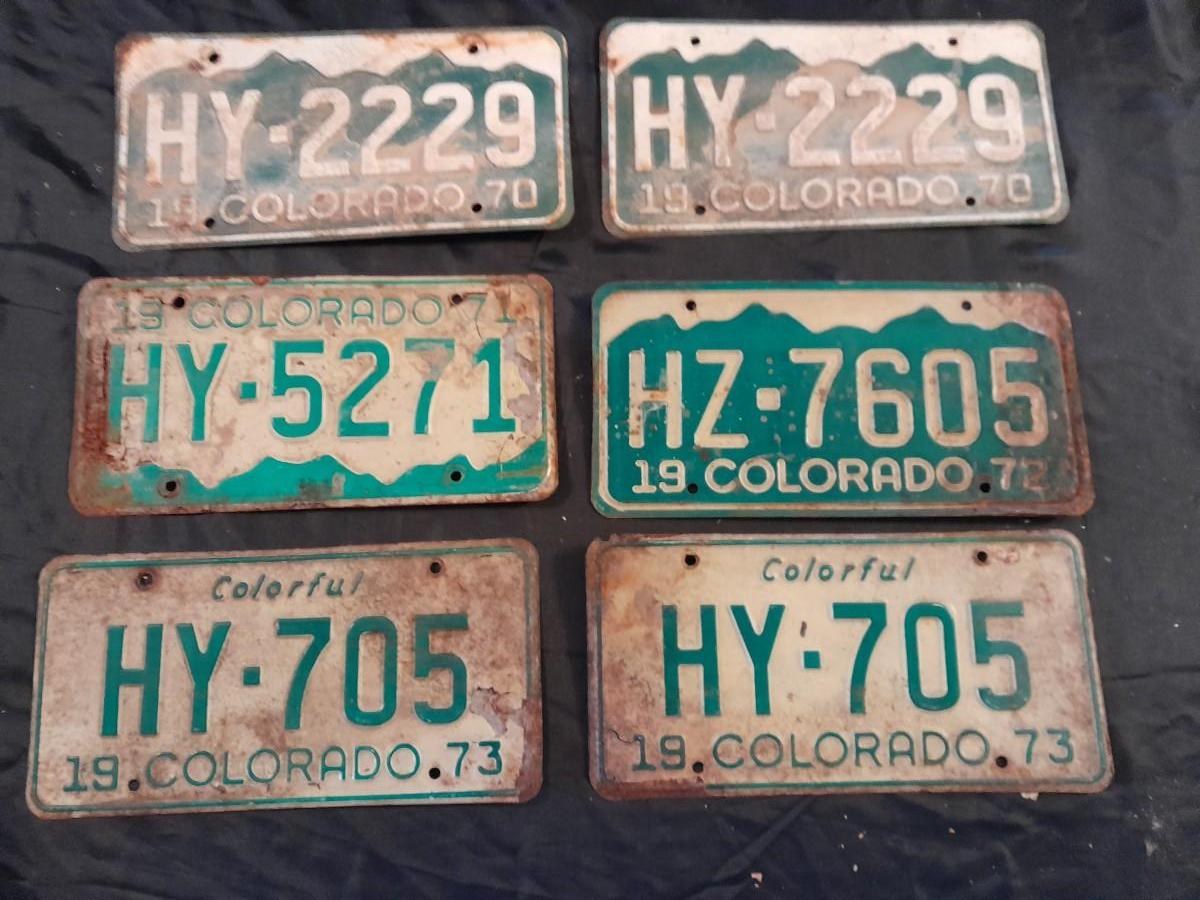 HY·2229
19 COLORADO 70
HY·2229
19 COLORADO 70
19 COLORADO 71
HY·5271
HZ·7605
19 COLORADO 72
Colorful
HY·705
19 COLORADO 73
Colorful
HY·705
19 COLORADO 73